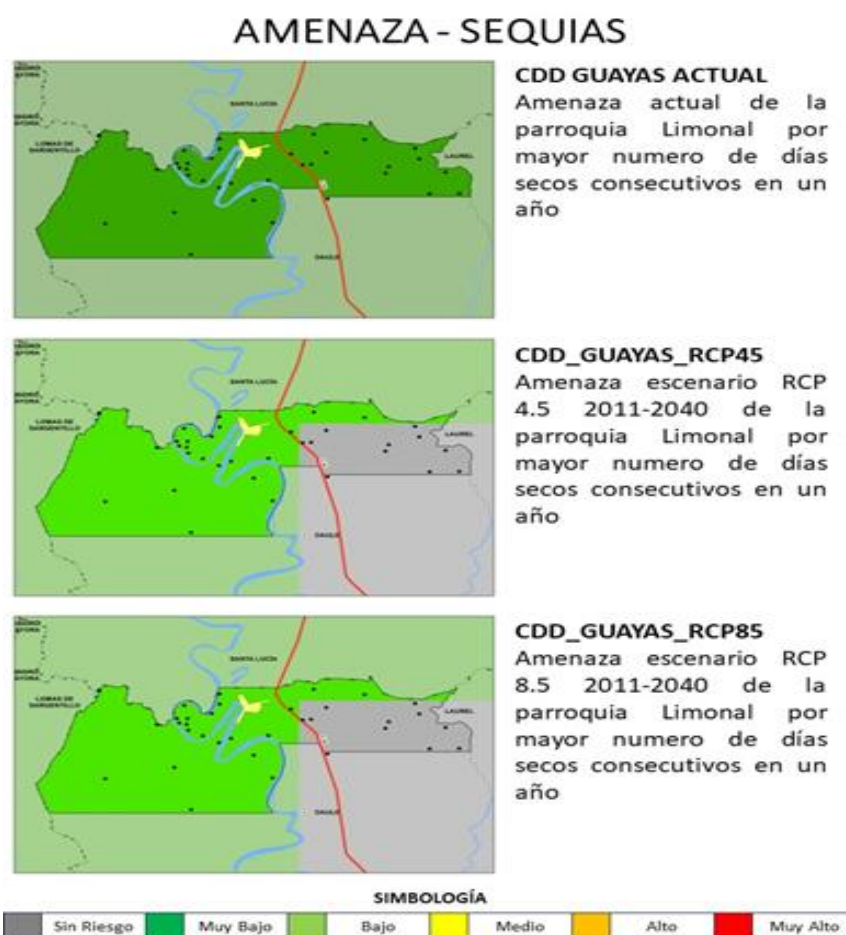 AMENAZA - SEQUIAS
CDD GUAYAS ACTUAL
Amenaza actual de la
parroquia Limonal por
mayor numero de días
secos consecutivos en un
año
SANTA LUCÍA
LOMAS DE
SARGENTILLO
LAUREL
DAULE
CDD_GUAYAS_RCP45
Amenaza escenario RCP
4.5 2011-2040 de la
parroquia Limonal por
mayor numero de días
secos consecutivos en un
año
SANTA LUCÍA
LOMAS DE
SARGENTILLO
LAUREL
DAULE
CDD_GUAYAS_RCP85
Amenaza escenario RCP
8.5 2011-2040 de la
parroquia Limonal por
mayor numero de días
secos consecutivos en un
año
SANTA LUCÍA
LOMAS DE
SARGENTILLO
LAUREL
DAULE
SIMBOLOGÍA
Sin Riesgo Muy Bajo Bajo Medio Alto Muy Alto